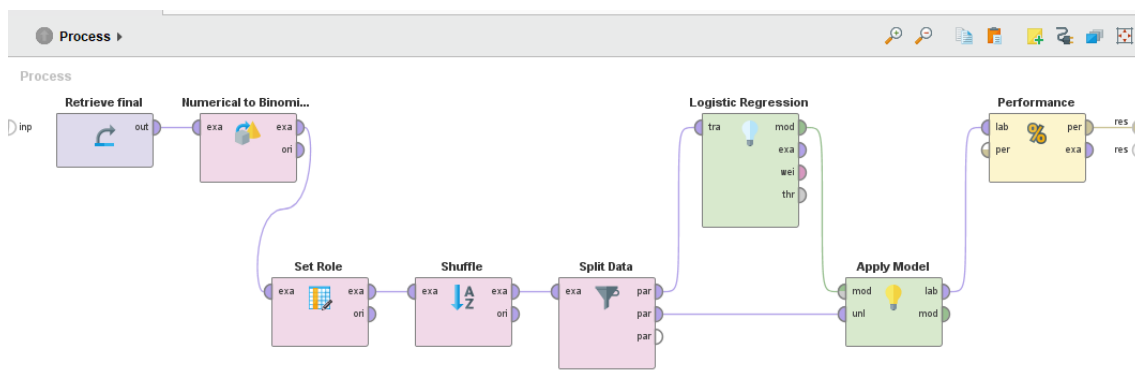 Process
Process
Retrieve final
Numerical to Binomi...
Logistic Regression
Performance
inp
out
exa
exa
ori
tra
mod
exa
wei
thr
lab
per
per
exa
res
res
Set Role
Shuffle
Split Data
Apply Model
exa
exa
ori
exa
exa
ori
A
Z
exa
par
par
par
mod
unl
lab
mod
%